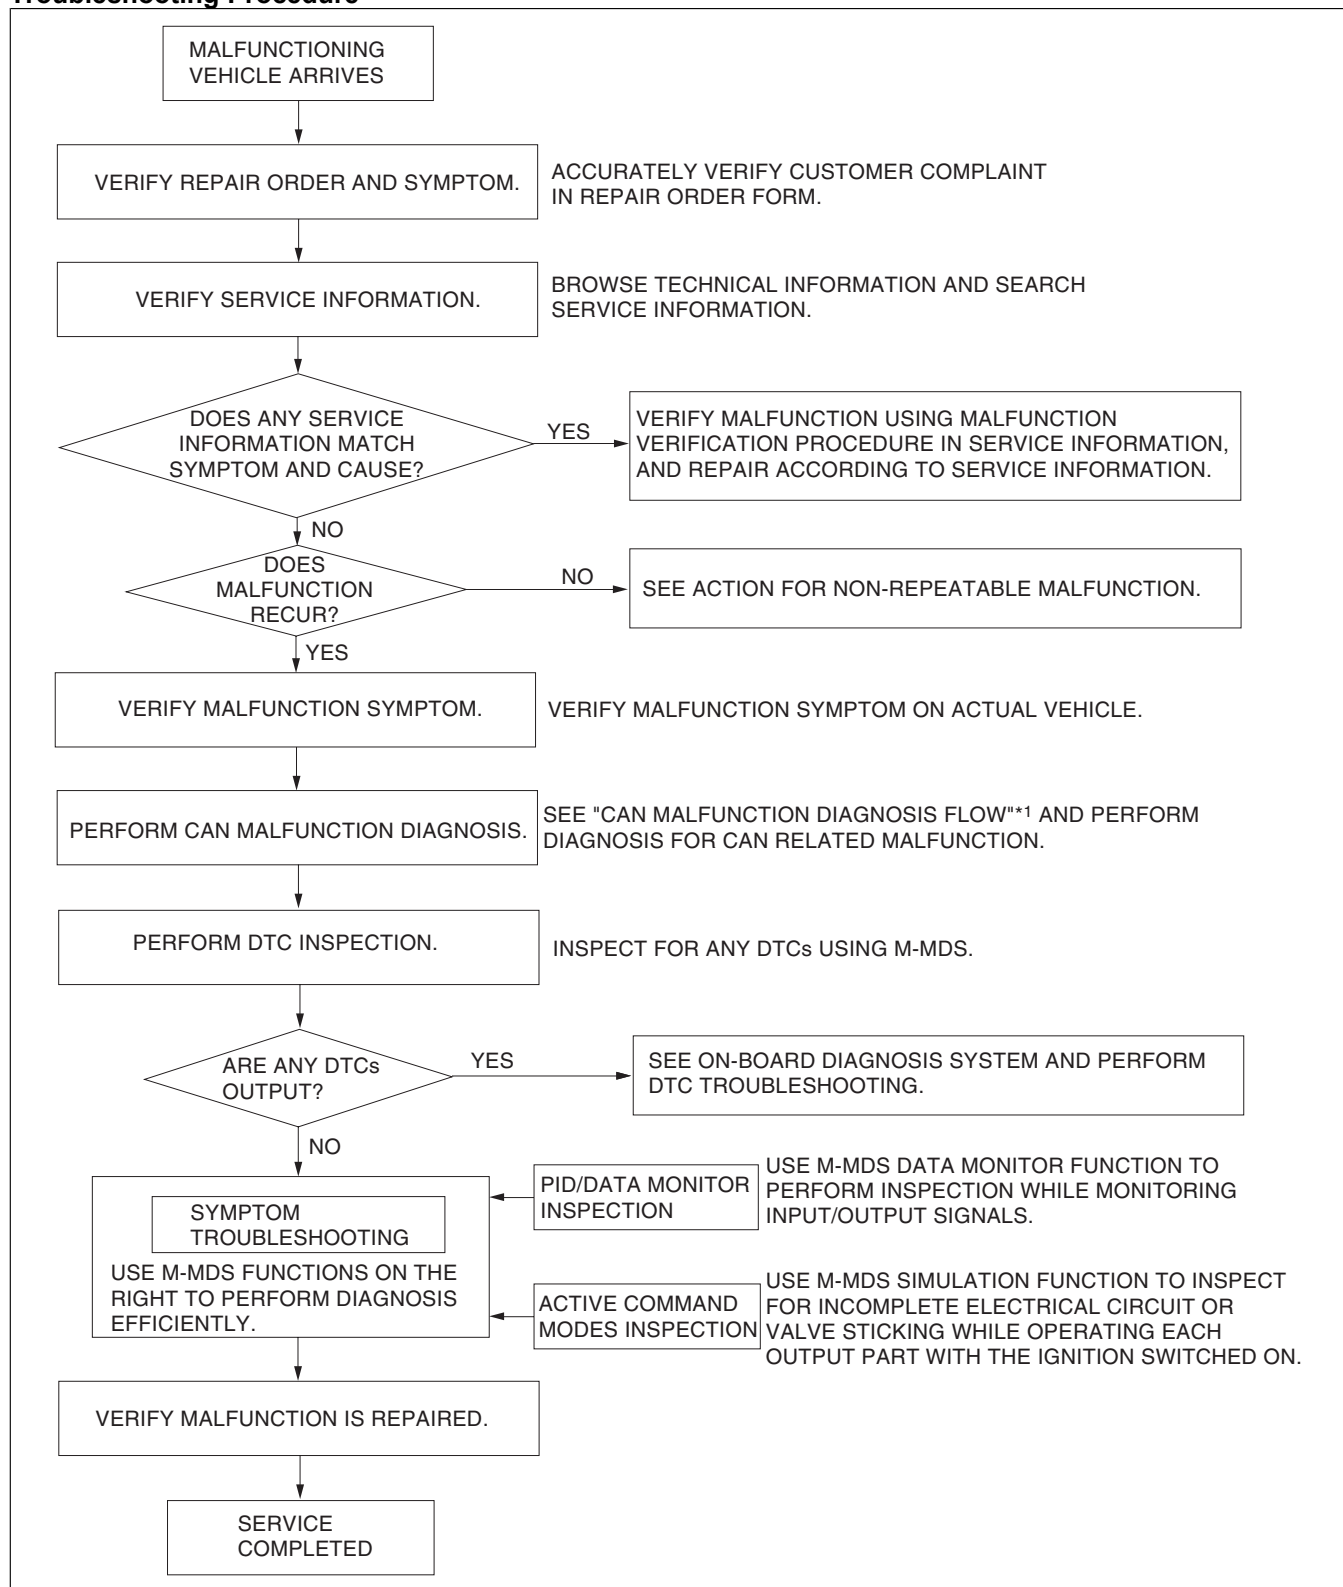 Troubleshooting Procedure
MALFUNCTIONING
VEHICLE ARRIVES
VERIFY REPAIR ORDER AND SYMPTOM.
ACCURATELY VERIFY CUSTOMER COMPLAINT
IN REPAIR ORDER FORM.
VERIFY SERVICE INFORMATION.
BROWSE TECHNICAL INFORMATION AND SEARCH
SERVICE INFORMATION.
DOES ANY SERVICE
INFORMATION MATCH
SYMPTOM AND CAUSE?
YES
VERIFY MALFUNCTION USING MALFUNCTION
VERIFICATION PROCEDURE IN SERVICE INFORMATION,
AND REPAIR ACCORDING TO SERVICE INFORMATION.
NO
DOES
MALFUNCTION
RECUR?
NO
SEE ACTION FOR NON-REPEATABLE MALFUNCTION.
YES
VERIFY MALFUNCTION SYMPTOM.
VERIFY MALFUNCTION SYMPTOM ON ACTUAL VEHICLE.
PERFORM CAN MALFUNCTION DIAGNOSIS.
SEE "CAN MALFUNCTION DIAGNOSIS FLOW"*1 AND PERFORM
DIAGNOSIS FOR CAN RELATED MALFUNCTION.
PERFORM DTC INSPECTION.
INSPECT FOR ANY DTCs USING M-MDS.
ARE ANY DTCs
OUTPUT?
YES
SEE ON-BOARD DIAGNOSIS SYSTEM AND PERFORM
DTC TROUBLESHOOTING.
NO
SYMPTOM
TROUBLESHOOTING
USE M-MDS FUNCTIONS ON THE
RIGHT TO PERFORM DIAGNOSIS
EFFICIENTLY.
PID/DATA MONITOR
INSPECTION
USE M-MDS DATA MONITOR FUNCTION TO
PERFORM INSPECTION WHILE MONITORING
INPUT/OUTPUT SIGNALS.
ACTIVE COMMAND
MODES INSPECTION
USE M-MDS SIMULATION FUNCTION TO INSPECT
FOR INCOMPLETE ELECTRICAL CIRCUIT OR
VALVE STICKING WHILE OPERATING EACH
OUTPUT PART WITH THE IGNITION SWITCHED ON.
VERIFY MALFUNCTION IS REPAIRED.
SERVICE
COMPLETED